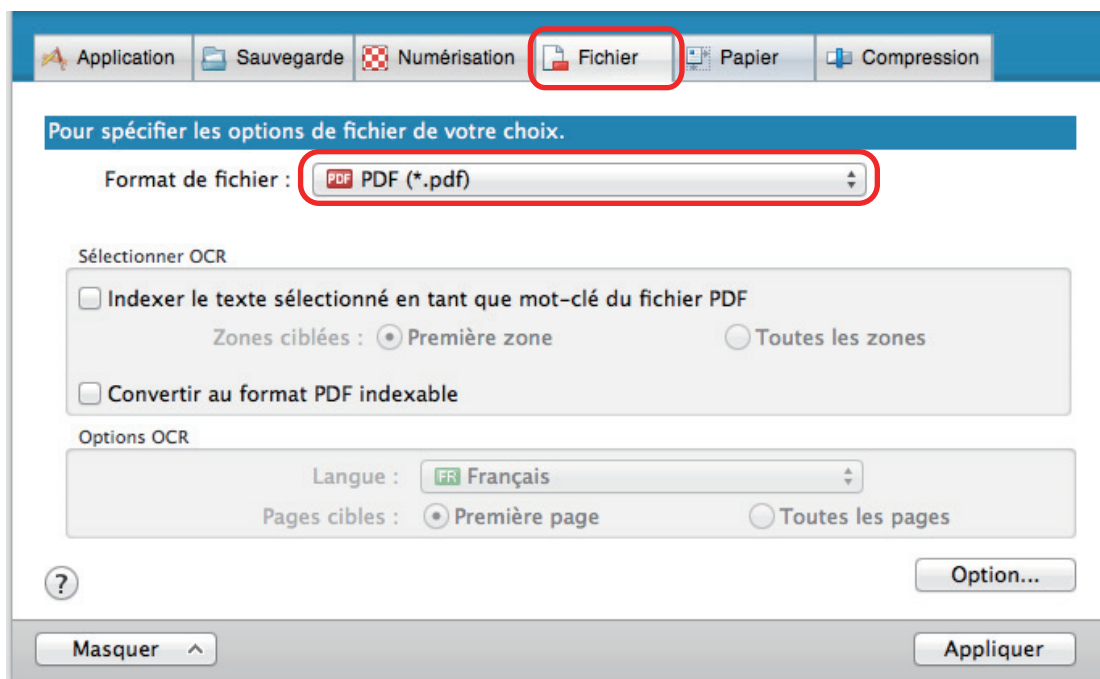 Application Sauvegarde Numérisation Fichier Papier Compression
Pour spécifier les options de fichier de votre choix.
Format de fichier : PDF PDF (*.pdf)
Sélectionner OCR
Indexer le texte sélectionné en tant que mot-clé du fichier PDF
Zones ciblées : Première zone Toutes les zones
Convertir au format PDF indexable
Options OCR
Langue : FR Français
Pages cibles : Première page Toutes les pages
? Option...
Masquer Appliquer